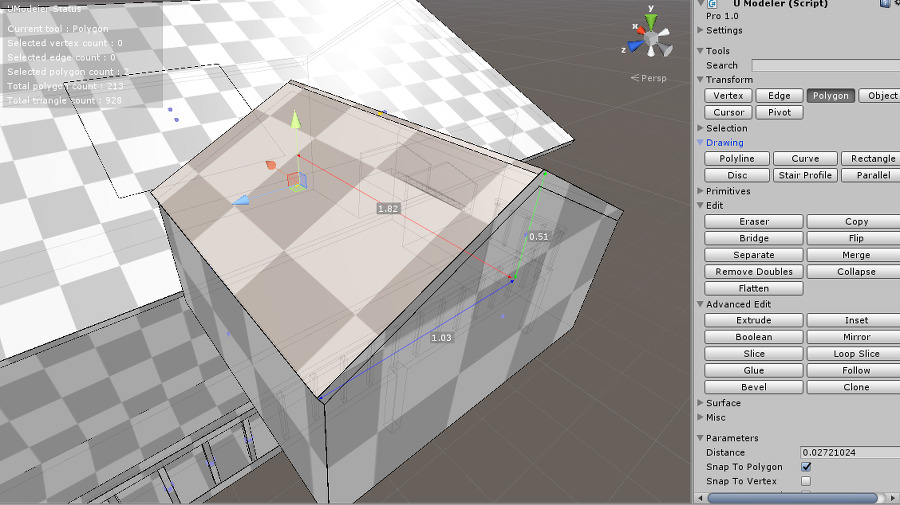 UModeler Status
Current tool : Polygon
Selected vertex count : 0
Selected edge count : 0
Selected polygon count :
Total polygon count : 213
Total triangle count : 928
1.82
0.51
1.03
y
x
z
Persp
U Modeler (Script)
Pro 1.0
Settings
Tools
Search
Transform
Vertex Edge Polygon Object
Cursor Pivot
Selection
Drawing
Polyline Curve Rectangle
Disc Stair Profile Parallel
Primitives
Edit
Eraser Copy
Bridge Flip
Separate Merge
Remove Doubles Collapse
Flatten
Advanced Edit
Extrude Inset
Boolean Mirror
Slice Loop Slice
Glue Follow
Bevel Clone
Surface
Misc
Parameters
Distance 0.02721024
Snap To Polygon
Snap To Vertex